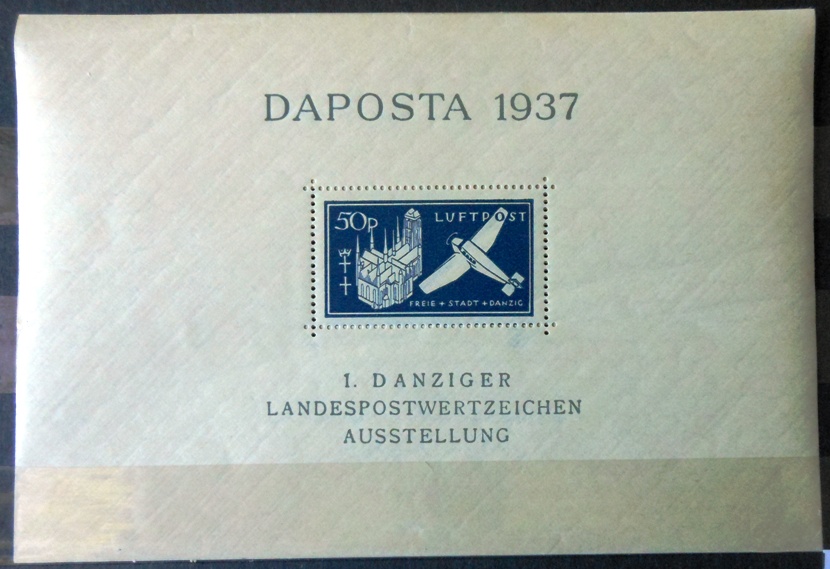 DAPOSTA 1937
50P LUFTPOST
FREIE + STADT + DANZIG
1. DANZIGER
LANDESPOSTWERTZEICHEN
AUSSTELLUNG